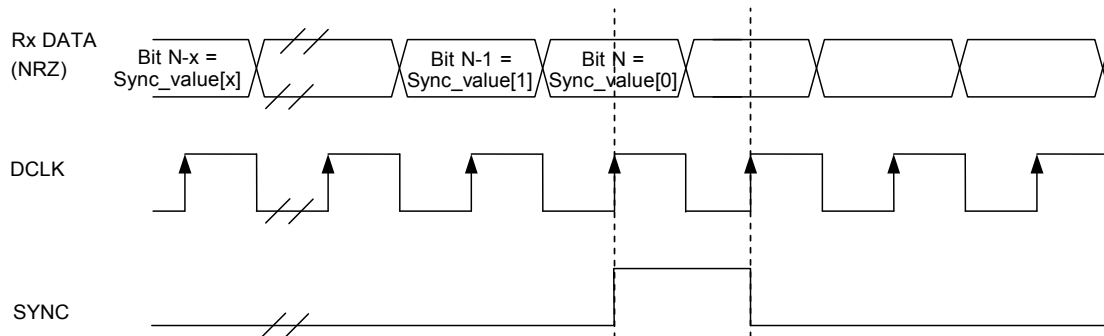 Rx DATA
(NRZ)
Bit N-x =
Sync_value[x]
Bit N-1 =
Sync_value[1]
Bit N =
Sync_value[0]
DCLK
SYNC